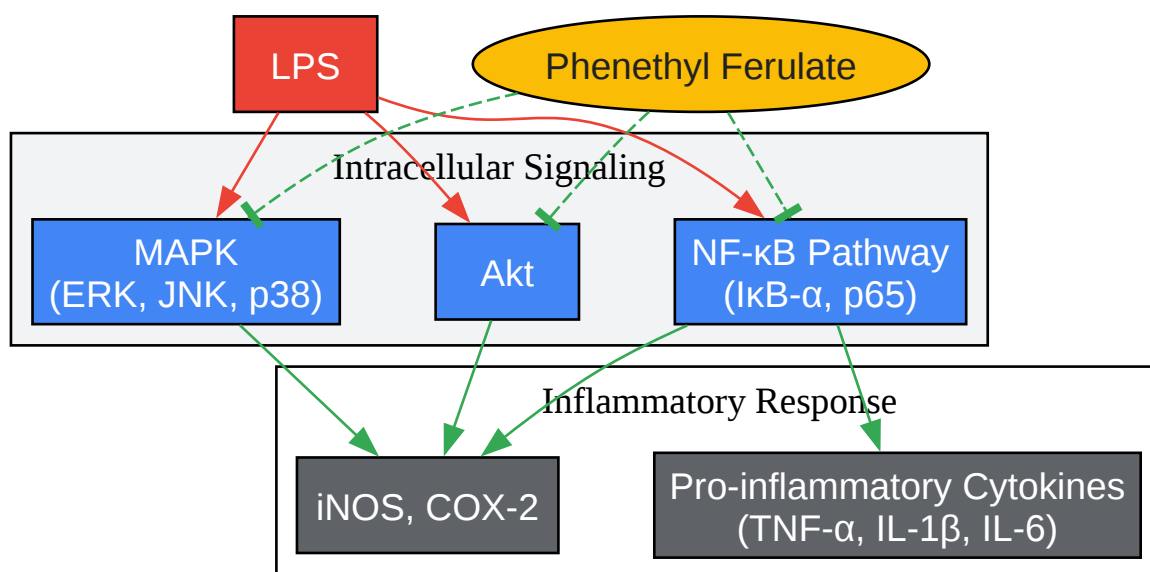 LPS
Phenethyl Ferulate
Intracellular Signaling
MAPK
(ERK, JNK, p38)
Akt
NF-κB Pathway
(IκB-α, p65)
Inflammatory Response
iNOS, COX-2
Pro-inflammatory Cytokines
(TNF-α, IL-1β, IL-6)